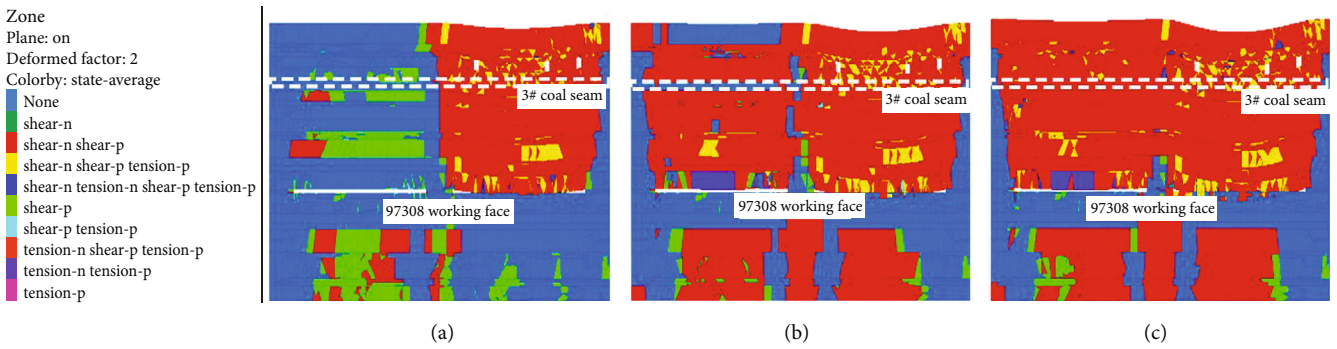 Zone
Plane: on
Deformed factor: 2
Colorby: state-average
None
shear-n
shear-n shear-p
shear-n shear-p tension-p
shear-n tension-n shear-p tension-p
shear-p
shear-p tension-p
tension-n shear-p tension-p
tension-n tension-p
tension-p
3# coal seam
97308 working face
(a)
3# coal seam
97308 working face
(b)
3# coal seam
97308 working face
(c)